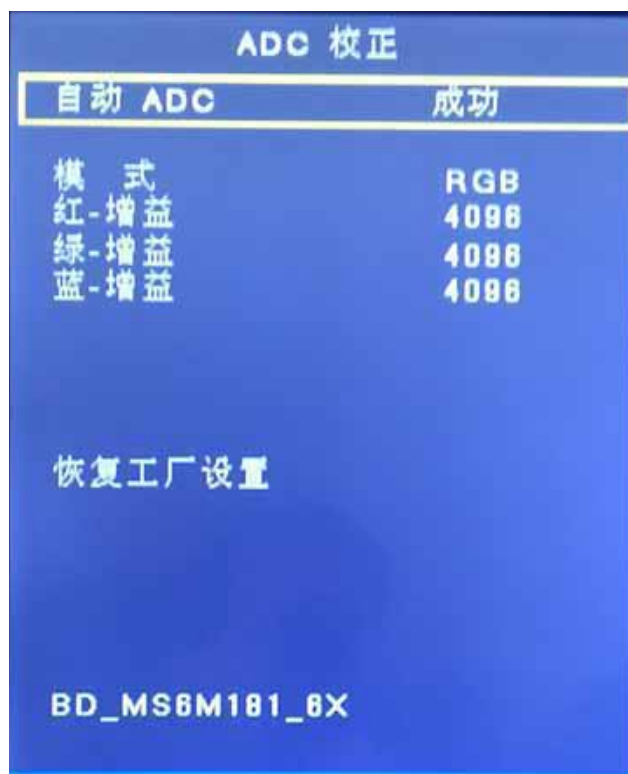 ADC 校正
自动 ADC 成功
模 式 RGB
红-增益 4096
绿-增益 4096
蓝-增益 4096
恢复工厂设置
BD_MS6M181_6X